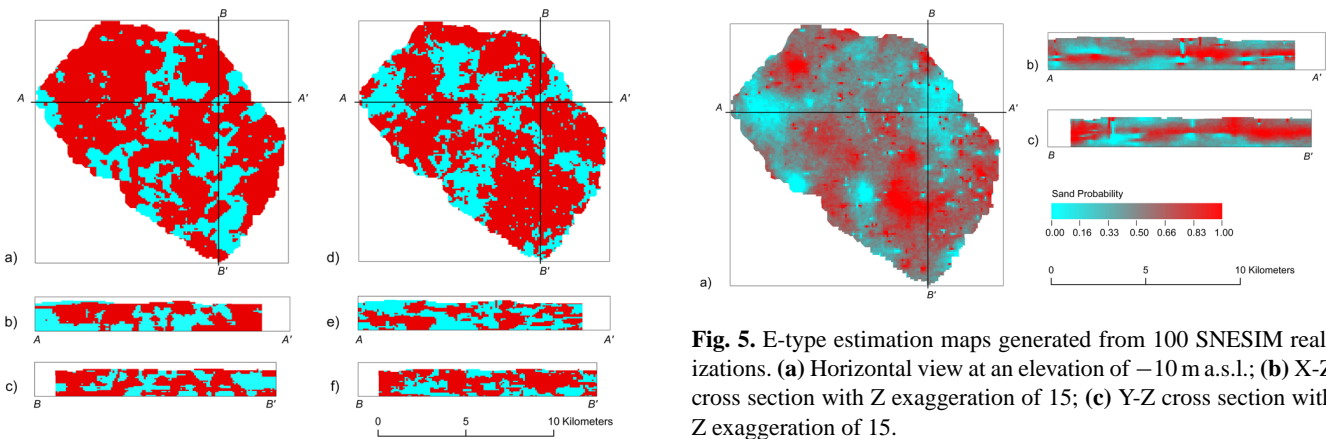 B
A
A'
a)
B'
b)
A
A'
c)
B
B'
B
A
A'
d)
B'
e)
A
A'
f)
B
B'
0 5 10 Kilometers
B
A
A'
a)
B'
b)
A
A'
c)
B
B'
Sand Probability
0.00 0.16 0.33 0.50 0.66 0.83 1.00
0 5 10 Kilometers
Fig. 5. E-type estimation maps generated from 100 SNESIM real-
izations. (a) Horizontal view at an elevation of −10 m a.s.l.; (b) X-Z
cross section with Z exaggeration of 15; (c) Y-Z cross section with
Z exaggeration of 15.